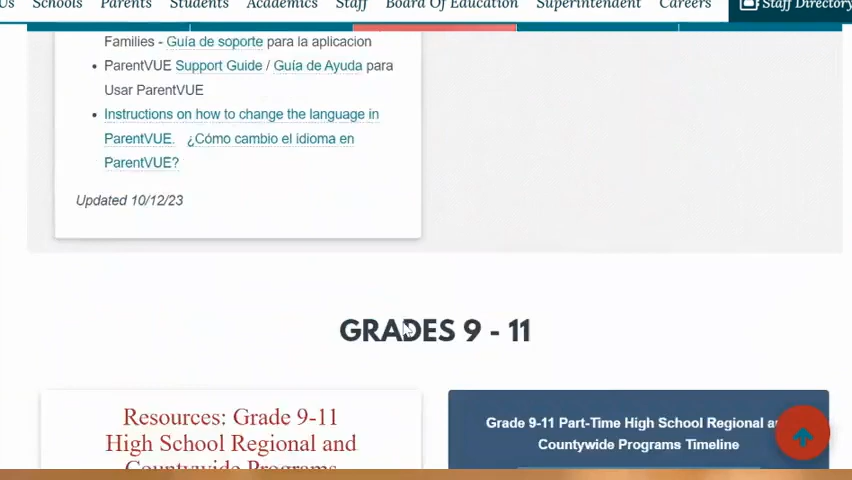 Us Schools Parents Students Academics Staff Board Of Education Superintendent Careers Staff Directory
Families - Guía de soporte para la aplicacion
• ParentVUE Support Guide / Guía de Ayuda para
Usar ParentVUE
• Instructions on how to change the language in
ParentVUE. ¿Cómo cambio el idioma en
ParentVUE?
Updated 10/12/23
GRADES 9 - 11
Resources: Grade 9-11
High School Regional and
Countywide Programs
Grade 9-11 Part-Time High School Regional a
Countywide Programs Timeline